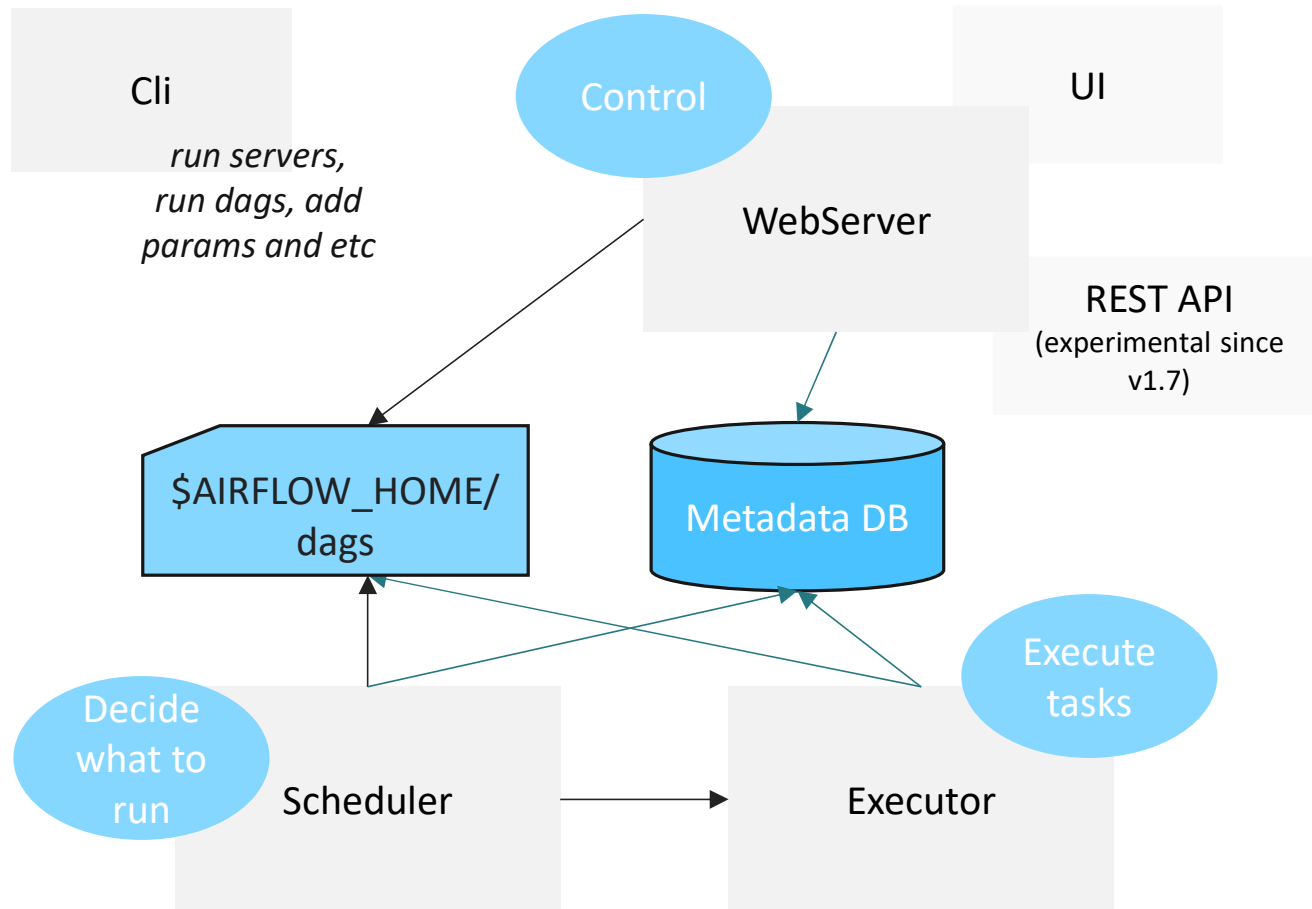 Cli
run servers,
run dags, add
params and etc
Control
UI
WebServer
REST API
(experimental since
v1.7)
$AIRFLOW_HOME/
dags
Metadata DB
Decide
what to
run
Scheduler
Executor
Execute
tasks